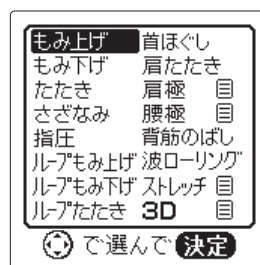 もみ上げ 首ほぐし
もみ下げ 肩たたき
たたき 肩極
さざなみ 腰極
指圧 背筋のばし
ループもみ上げ 波ローリング
ループもみ下げ ストレッチ
ループたたき 3D
で選んで 決定